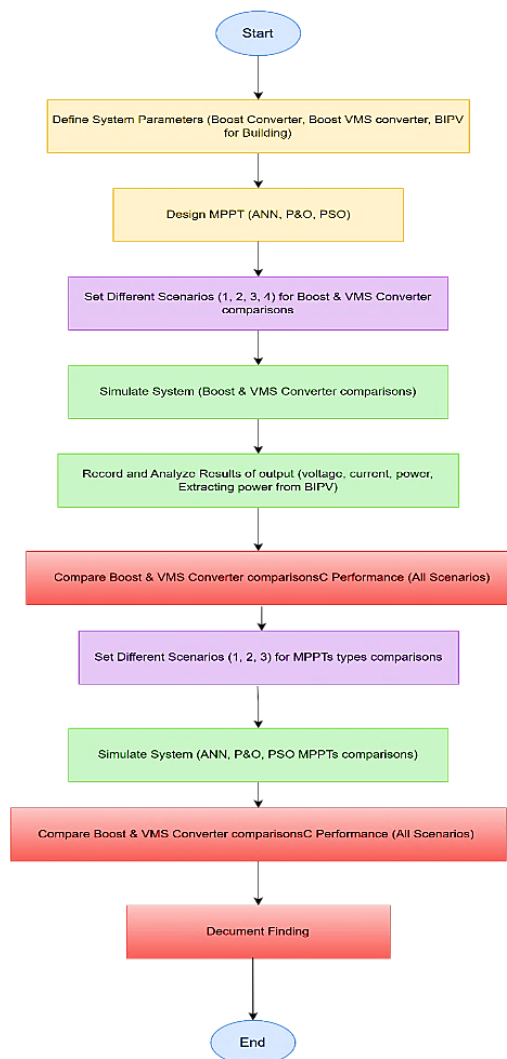 Start
Define System Parameters (Boost Converter, Boost VMS converter, BIPV
for Building)
Design MPPT (ANN, P&O, PSO)
Set Different Scenarios (1, 2, 3, 4) for Boost & VMS Converter
comparisons
Simulate System (Boost & VMS Converter comparisons)
Record and Analyze Results of output (voltage, current, power,
Extracting power from BIPV)
Compare Boost & VMS Converter comparisonsC Performance (All Scenarios)
Set Different Scenarios (1, 2, 3) for MPPTs types comparisons
Simulate System (ANN, P&O, PSO MPPTs comparisons)
Compare Boost & VMS Converter comparisonsC Performance (All Scenarios)
Document Finding
End